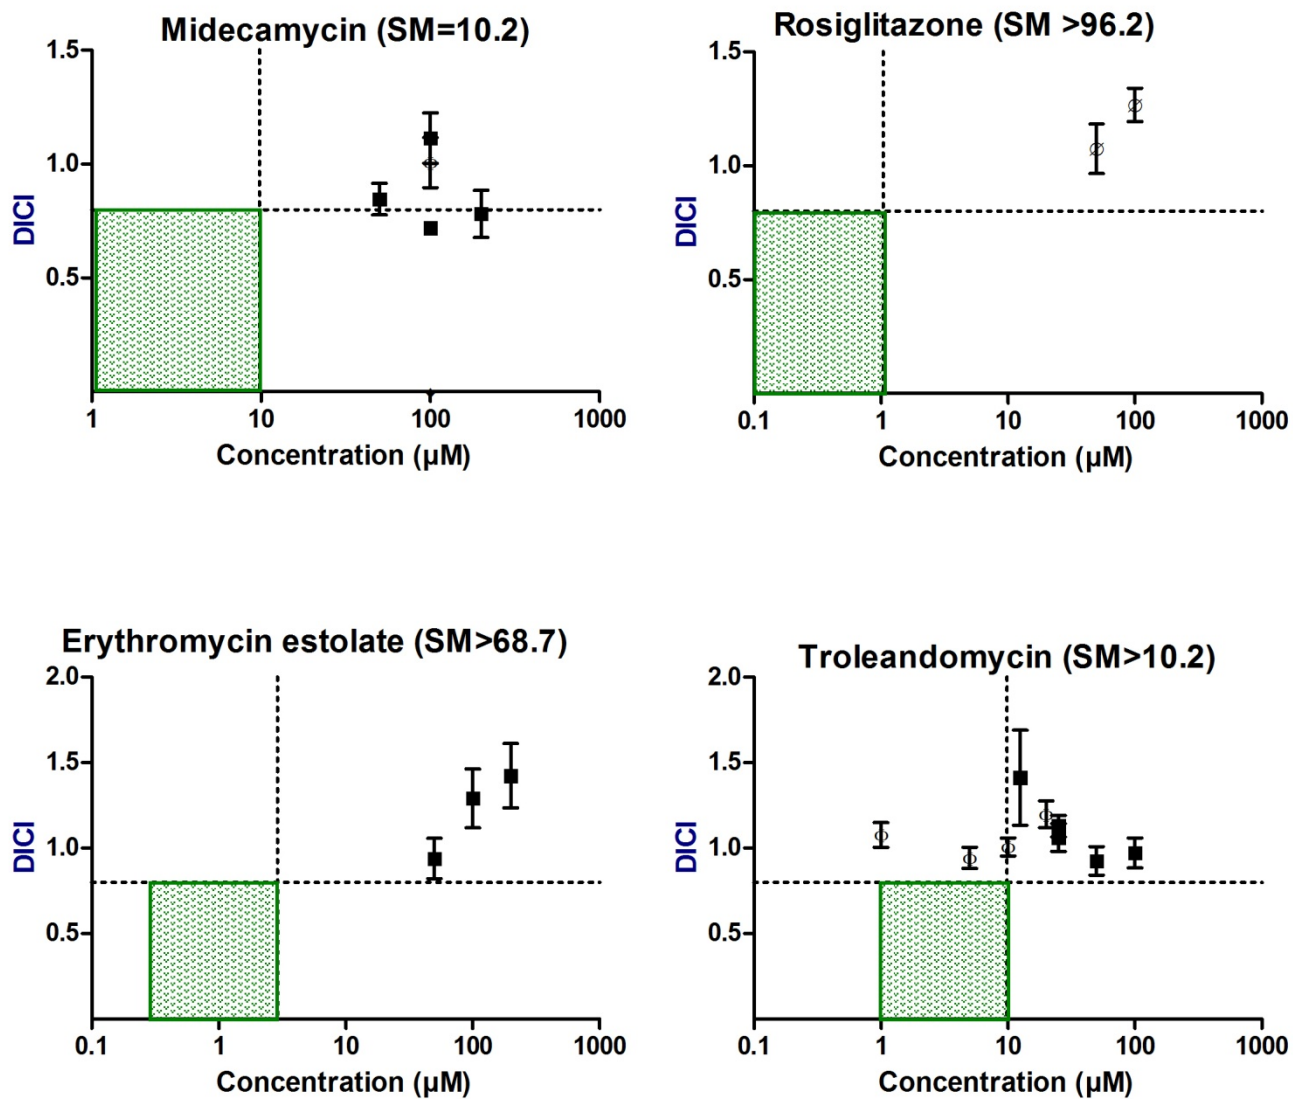 Midecamycin (SM=10.2)
1.5
1.0
0.5
DICI
1 10 100 1000
Concentration (µM)
Rosiglitazone (SM >96.2)
1.5
1.0
0.5
DICI
0.1 1 10 100 1000
Concentration (µM)
Erythromycin estolate (SM>68.7)
2.0
1.5
1.0
0.5
DICI
0.1 1 10 100 1000
Concentration (µM)
Troleandomycin (SM>10.2)
2.0
1.5
1.0
0.5
DICI
0.1 1 10 100 1000
Concentration (µM)